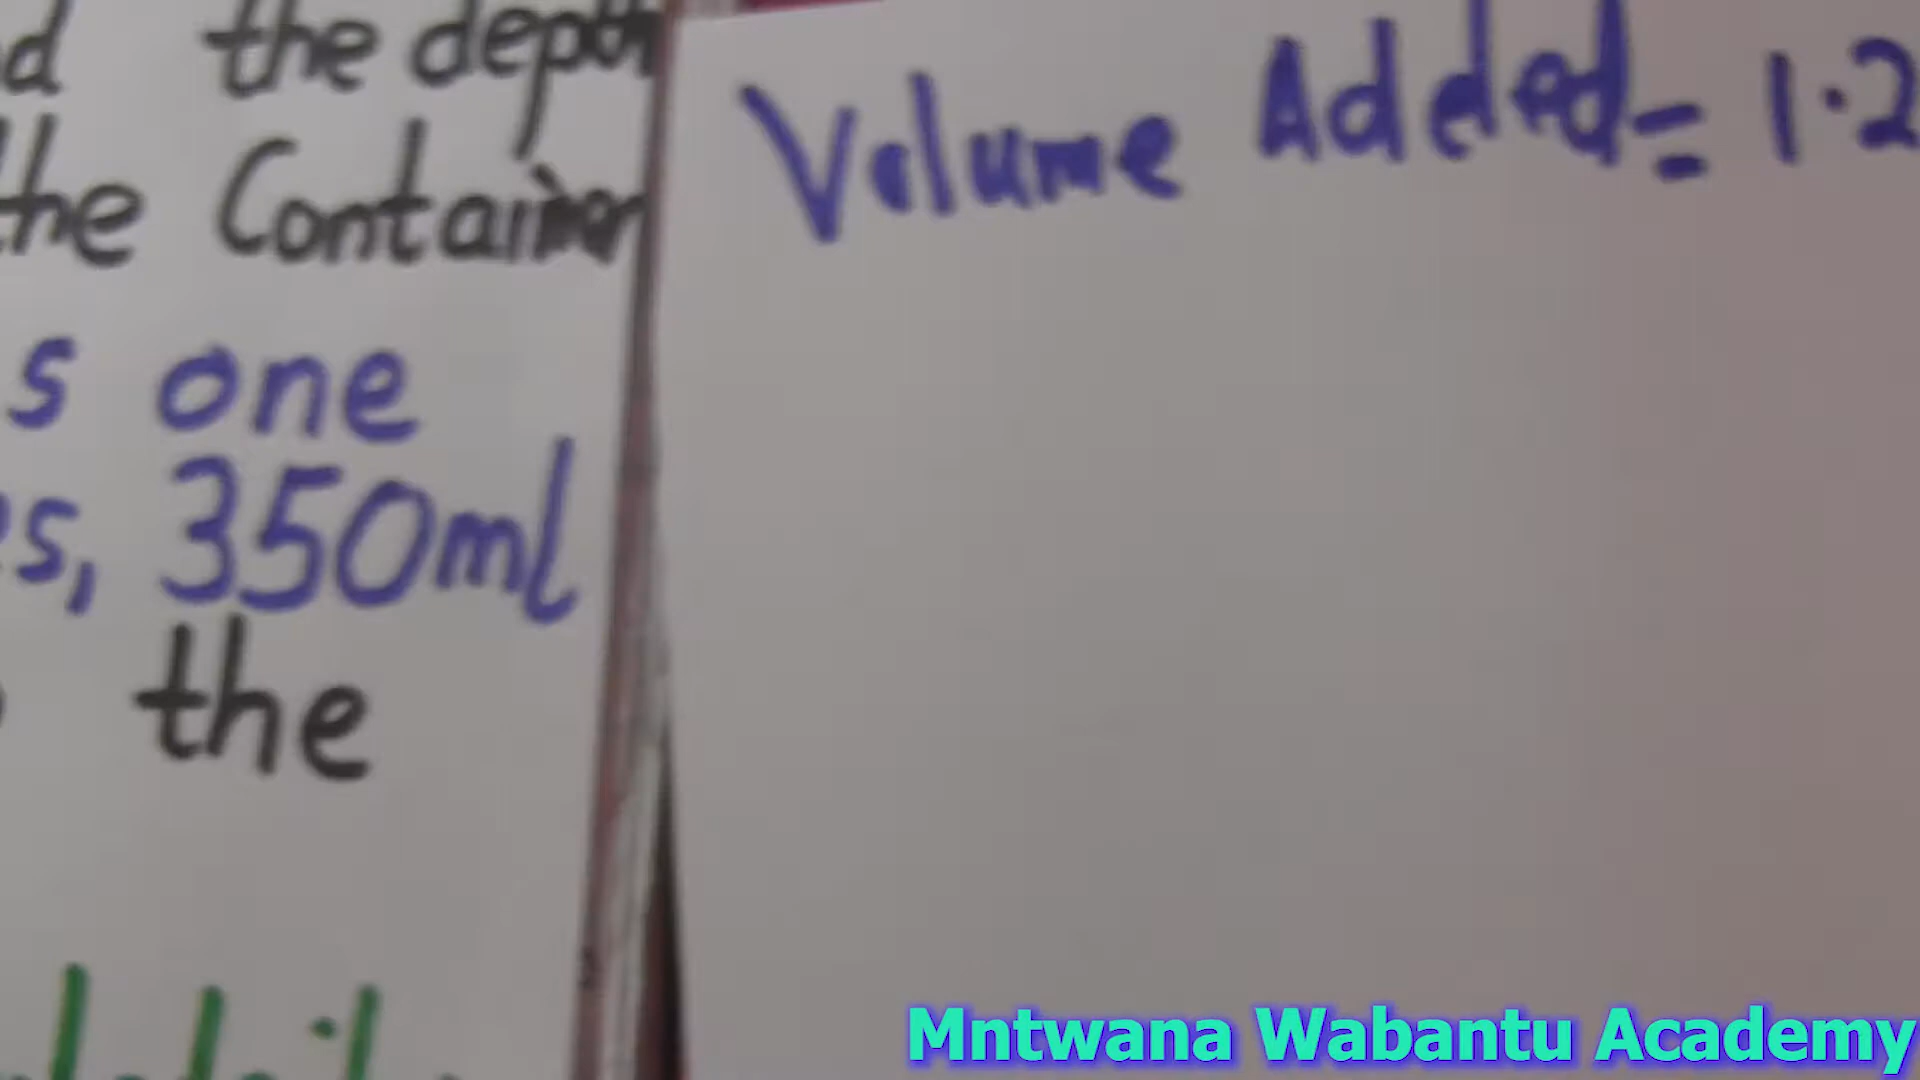 d the depth
the Container
s one
s, 350ml
the
Volume Added = 1.2
Mntwana Wabantu Academy